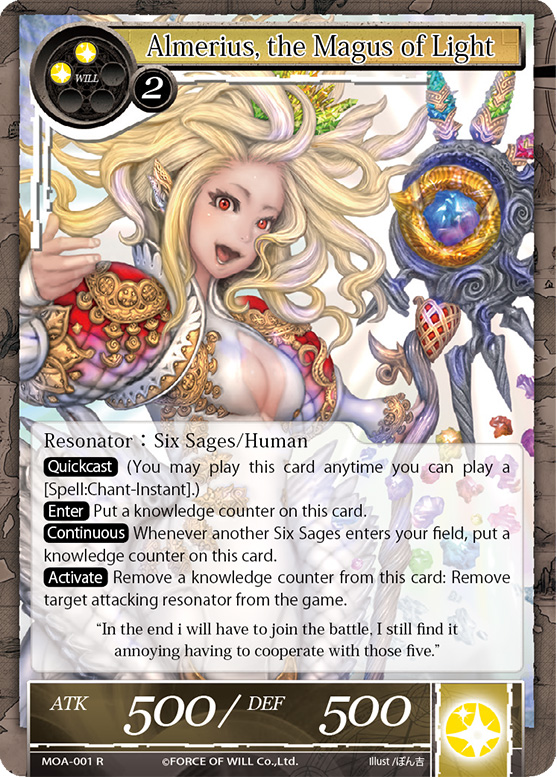 Almerius, the Magus of Light
WILL
2
Resonator : Six Sages/Human
Quickcast (You may play this card anytime you can play a
[Spell:Chant-Instant].)
Enter Put a knowledge counter on this card.
Continuous Whenever another Six Sages enters your field, put a
knowledge counter on this card.
Activate Remove a knowledge counter from this card: Remove
target attacking resonator from the game.
“In the end i will have to join the battle. I still find it
annoying having to cooperate with those five.”
ATK 500 / DEF 500
MOA-001 R ©FORCE OF WILL Co.,Ltd. Illust /ぽん吉